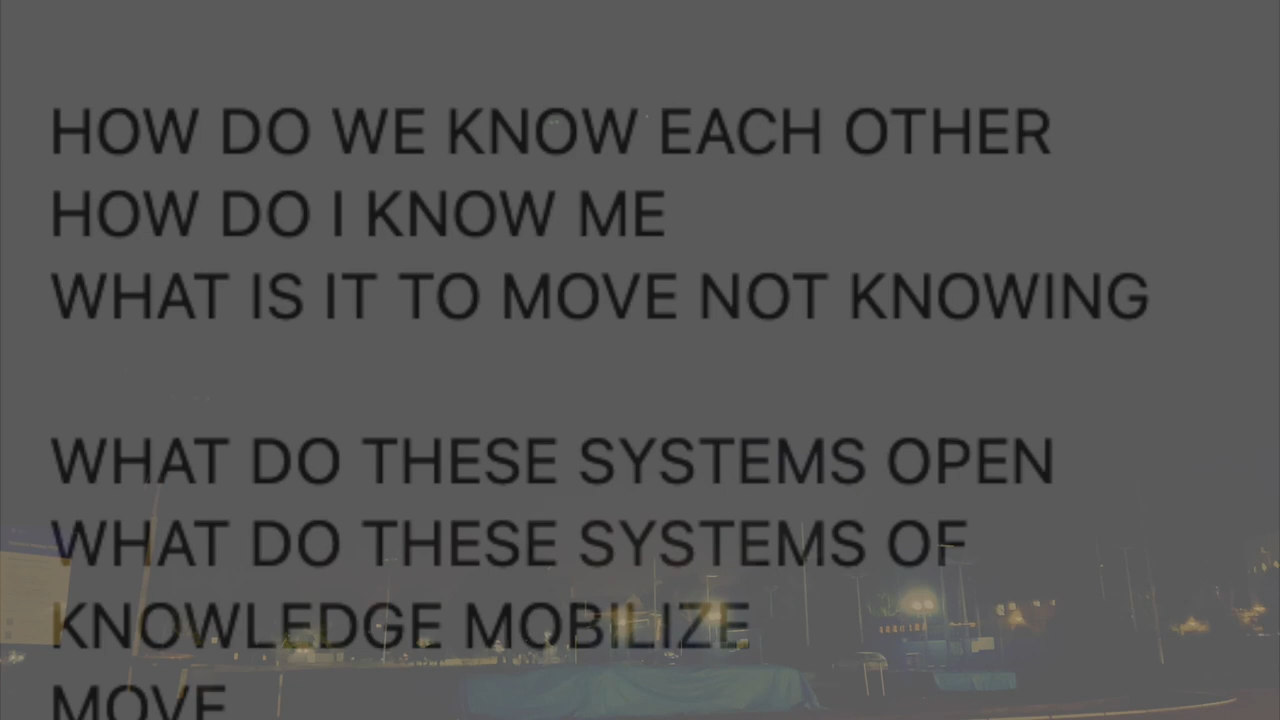 HOW DO WE KNOW EACH OTHER
HOW DO I KNOW ME
WHAT IS IT TO MOVE NOT KNOWING
WHAT DO THESE SYSTEMS OPEN
WHAT DO THESE SYSTEMS OF
KNOWLEDGE MOBILIZE
MOVE